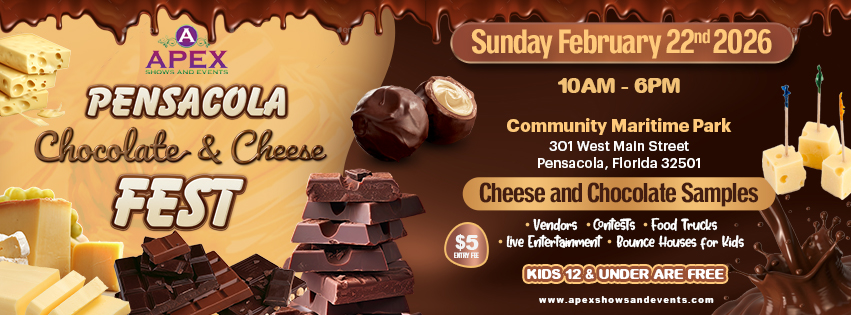 A
APEX
SHOWS AND EVENTS
PENSACOLA
Chocolate & Cheese
FEST
Sunday February 22nd 2026
10AM - 6PM
Community Maritime Park
301 West Main Street
Pensacola, Florida 32501
Cheese and Chocolate Samples
• Vendors • Contests • Food Trucks
• Live Entertainment • Bounce Houses for Kids
$5
ENTRY FEE
KIDS 12 & UNDER ARE FREE
www.apexshowsandevents.com